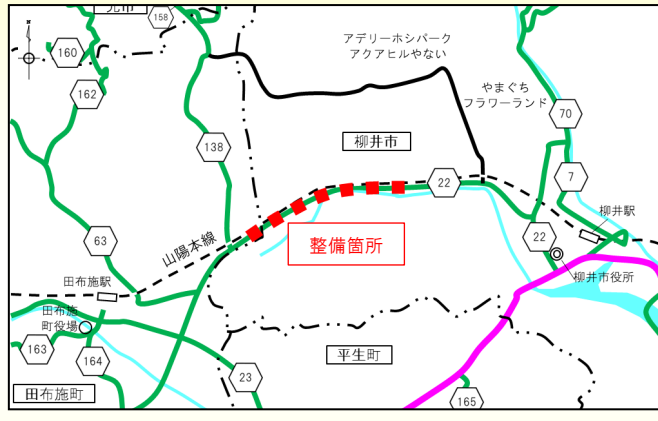 光市
158
160
162
アデリーホシパーク
アクアヒルやない
やまぐち
フラワーランド
70
138
柳井市
22
7
63
山陽本線
整備箇所
22
柳井駅
柳井市役所
田布施駅
田布施
町役場
163
164
田布施町
23
平生町
165